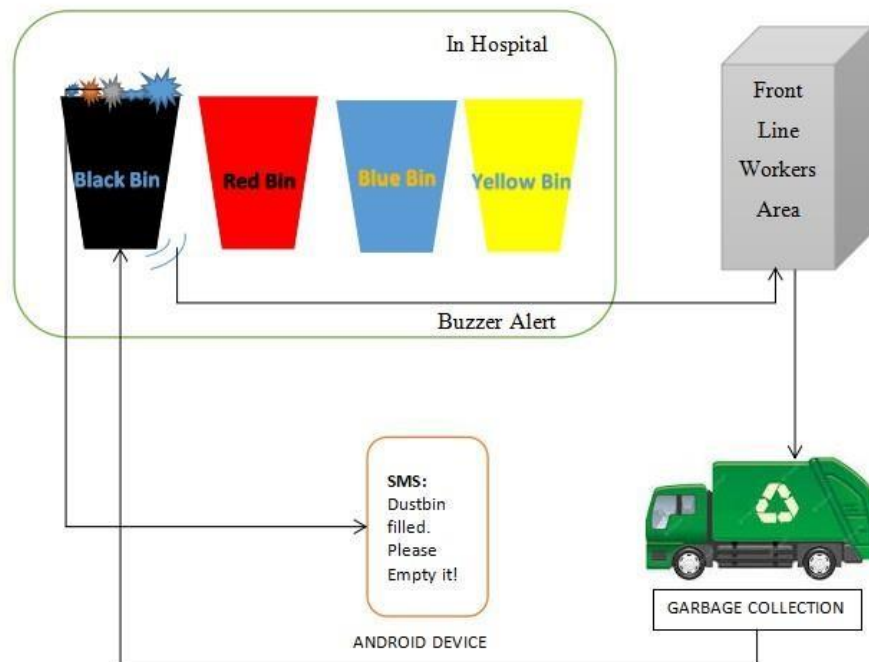 In Hospital
Black Bin
Red Bin
Blue Bin
Yellow Bin
Front
Line
Workers
Area
Buzzer Alert
SMS:
Dustbin
filled.
Please
Empty it!
ANDROID DEVICE
GARBAGE COLLECTION